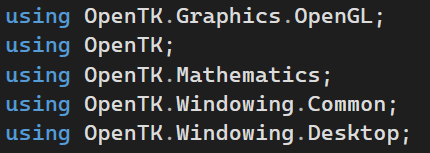 using OpenTK.Graphics.OpenGL;
using OpenTK;
using OpenTK.Mathematics;
using OpenTK.Windowing.Common;
using OpenTK.Windowing.Desktop;